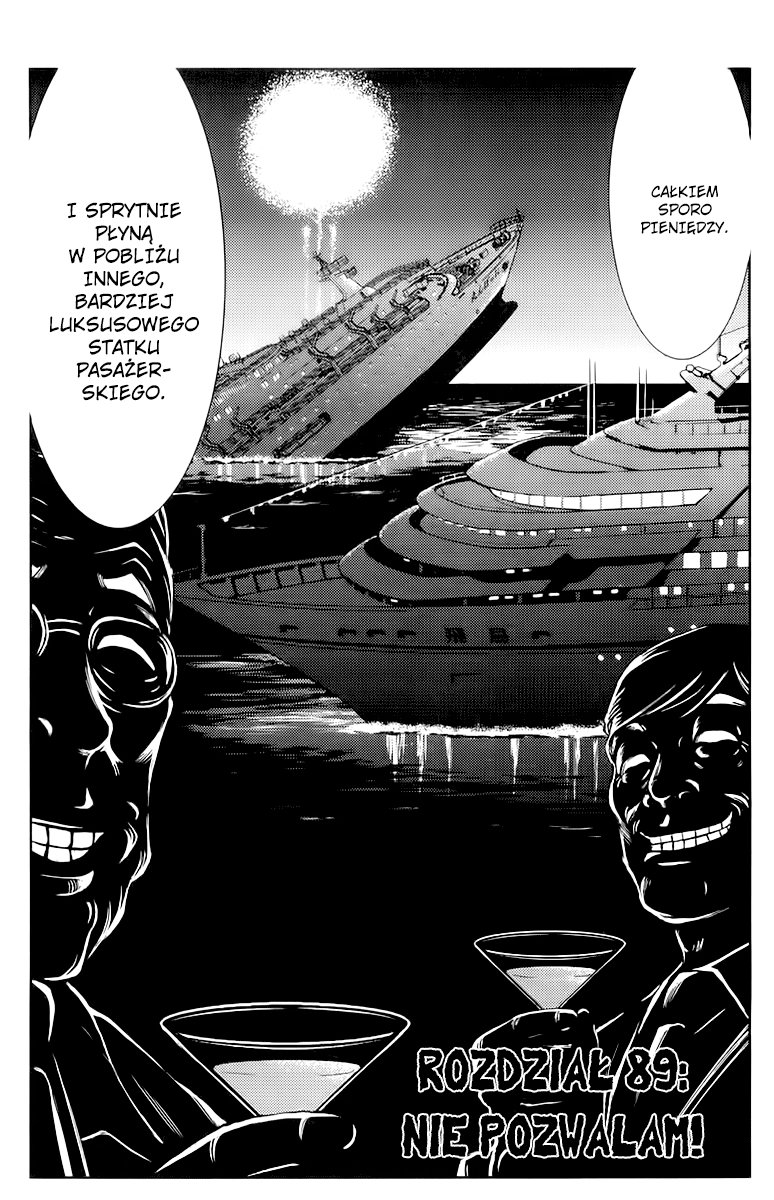 CAŁKIEM
SPORO
PIENIĘDZY.
I SPRYTNIE
PŁYNĄ
W POBLIŻU
INNEGO,
BARDZIEJ
LUKSUSOWEGO
STATKU
PASAŻER-
SKIEGO.
ROZDZIAŁ 89:
NIE POZWALAM!